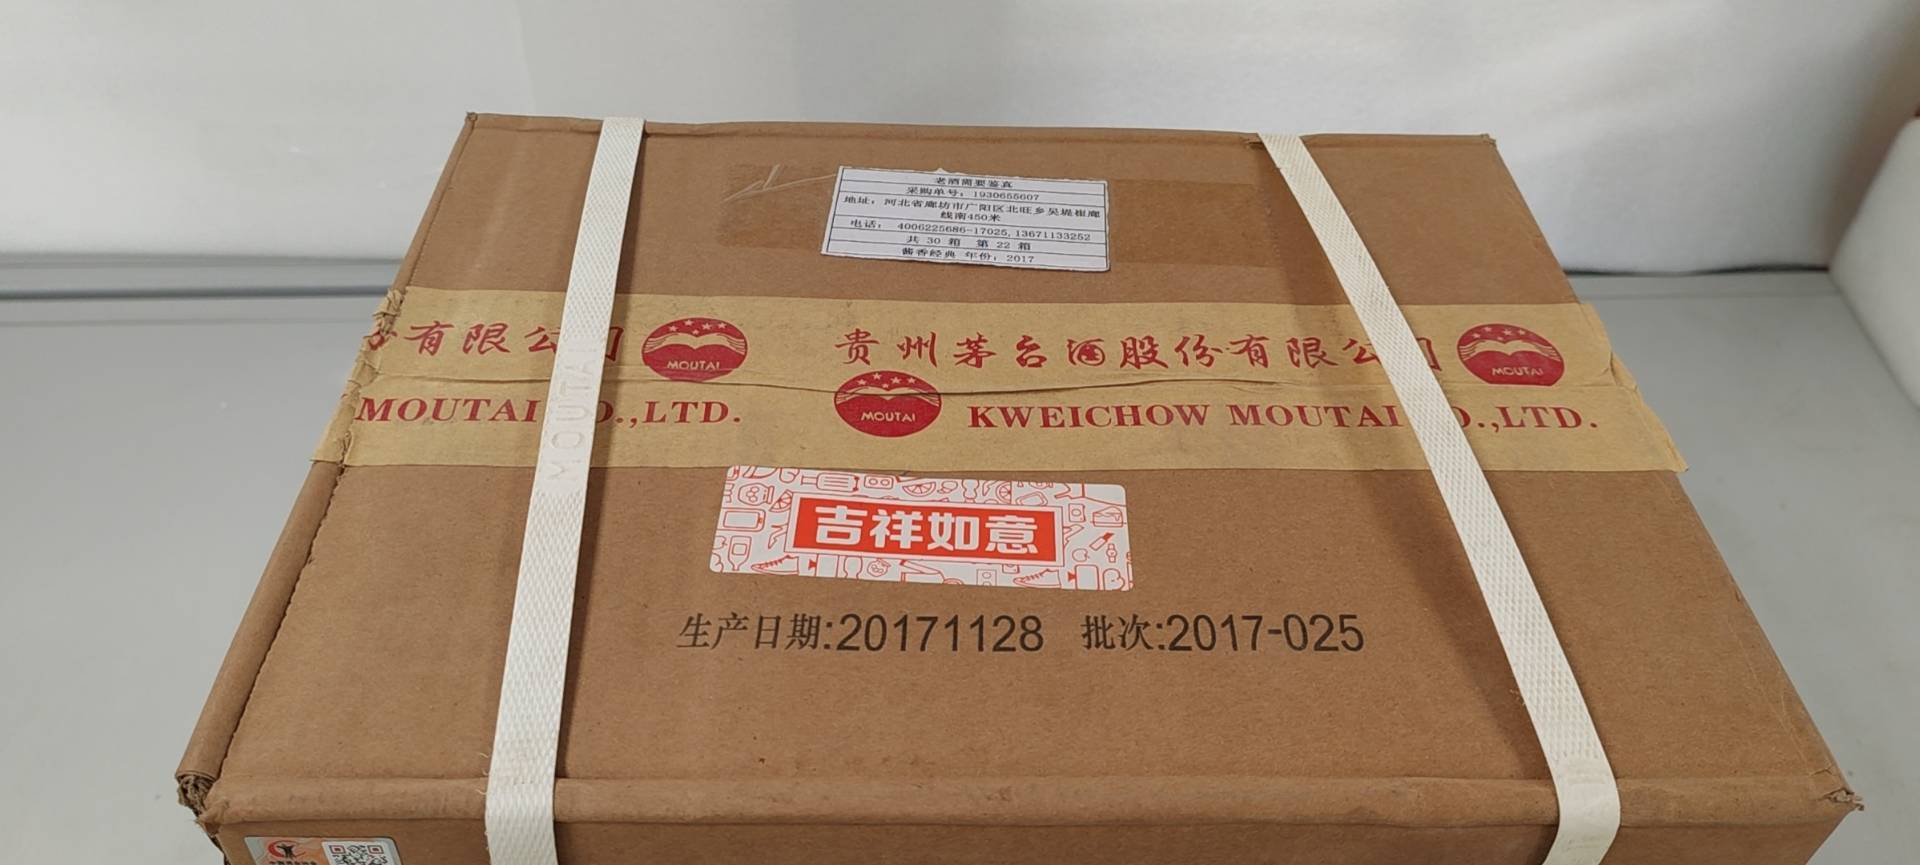 老酒需要鉴真
采购单号：1930655607
地址：河北省廊坊市广阳区北旺乡吴堤崔廊
线南450米
电话：4006225686-17025,13671133252
共 30 箱 第 22 箱
酱香经典 年份：2017
有限公司 MOUTAI 贵州茅台酒股份有限公司 MOUTAI
MOUTAI CO.,LTD. MOUTAI KWEICHOW MOUTAI CO.,LTD.
MOUTAI
吉祥如意
生产日期:20171128 批次:2017-025